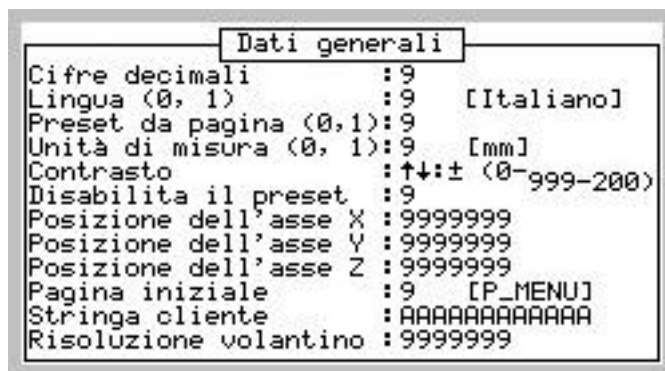 Dati generali
Cifre decimali :9
Lingua (0, 1) :9 [Italiano]
Preset da pagina (0,1):9
Unità di misura (0, 1):9 [mm]
Contrasto :↑↓:± (0-999-200)
Disabilita il preset :9
Posizione dell'asse X :9999999
Posizione dell'asse Y :9999999
Posizione dell'asse Z :9999999
Pagina iniziale :9 [P_MENU]
Stringa cliente :AAAAAAAAAAAA
Risoluzione volantino :9999999